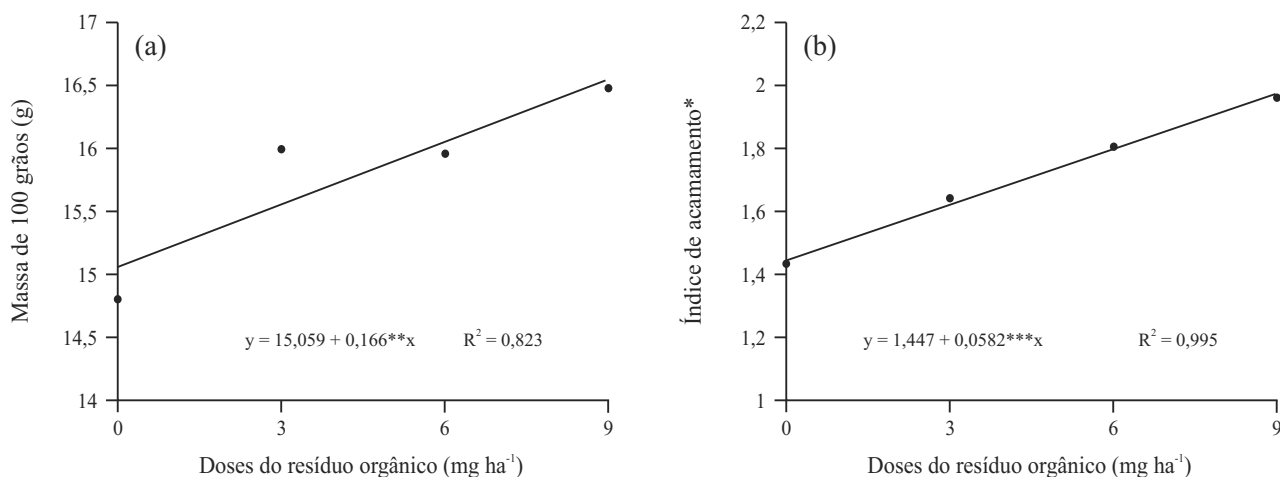 (a)
Massa de 100 grãos (g)
17
16,5
16
15,5
15
14,5
14
y = 15,059 + 0,166**x R² = 0,823
0 3 6 9
Doses do resíduo orgânico (mg ha⁻¹)
(b)
Índice de acamamento*
2,2
2
1,8
1,6
1,4
1,2
1
y = 1,447 + 0,0582***x R² = 0,995
0 3 6 9
Doses do resíduo orgânico (mg ha⁻¹)